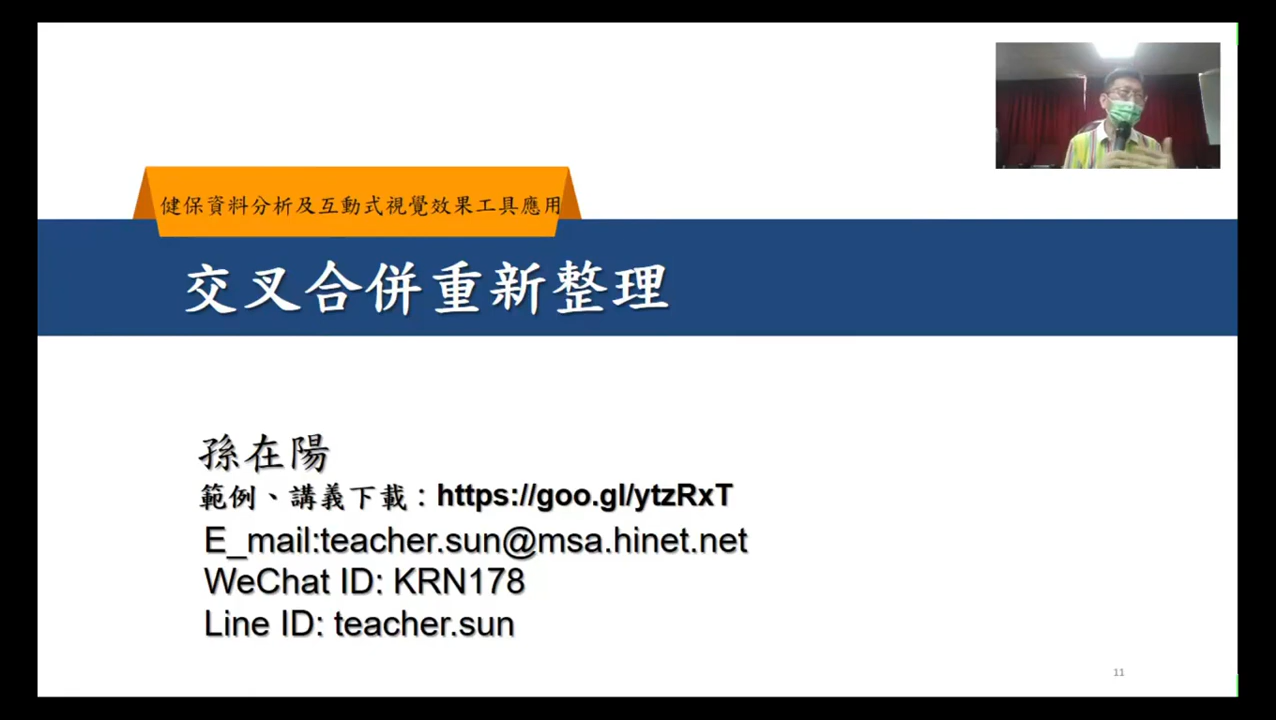 健保資料分析及互動式視覺效果工具應用
交叉合併重新整理
孫在陽
範例、講義下載：https://goo.gl/ytzRxT
E_mail:teacher.sun@msa.hinet.net
WeChat ID: KRN178
Line ID: teacher.sun
11